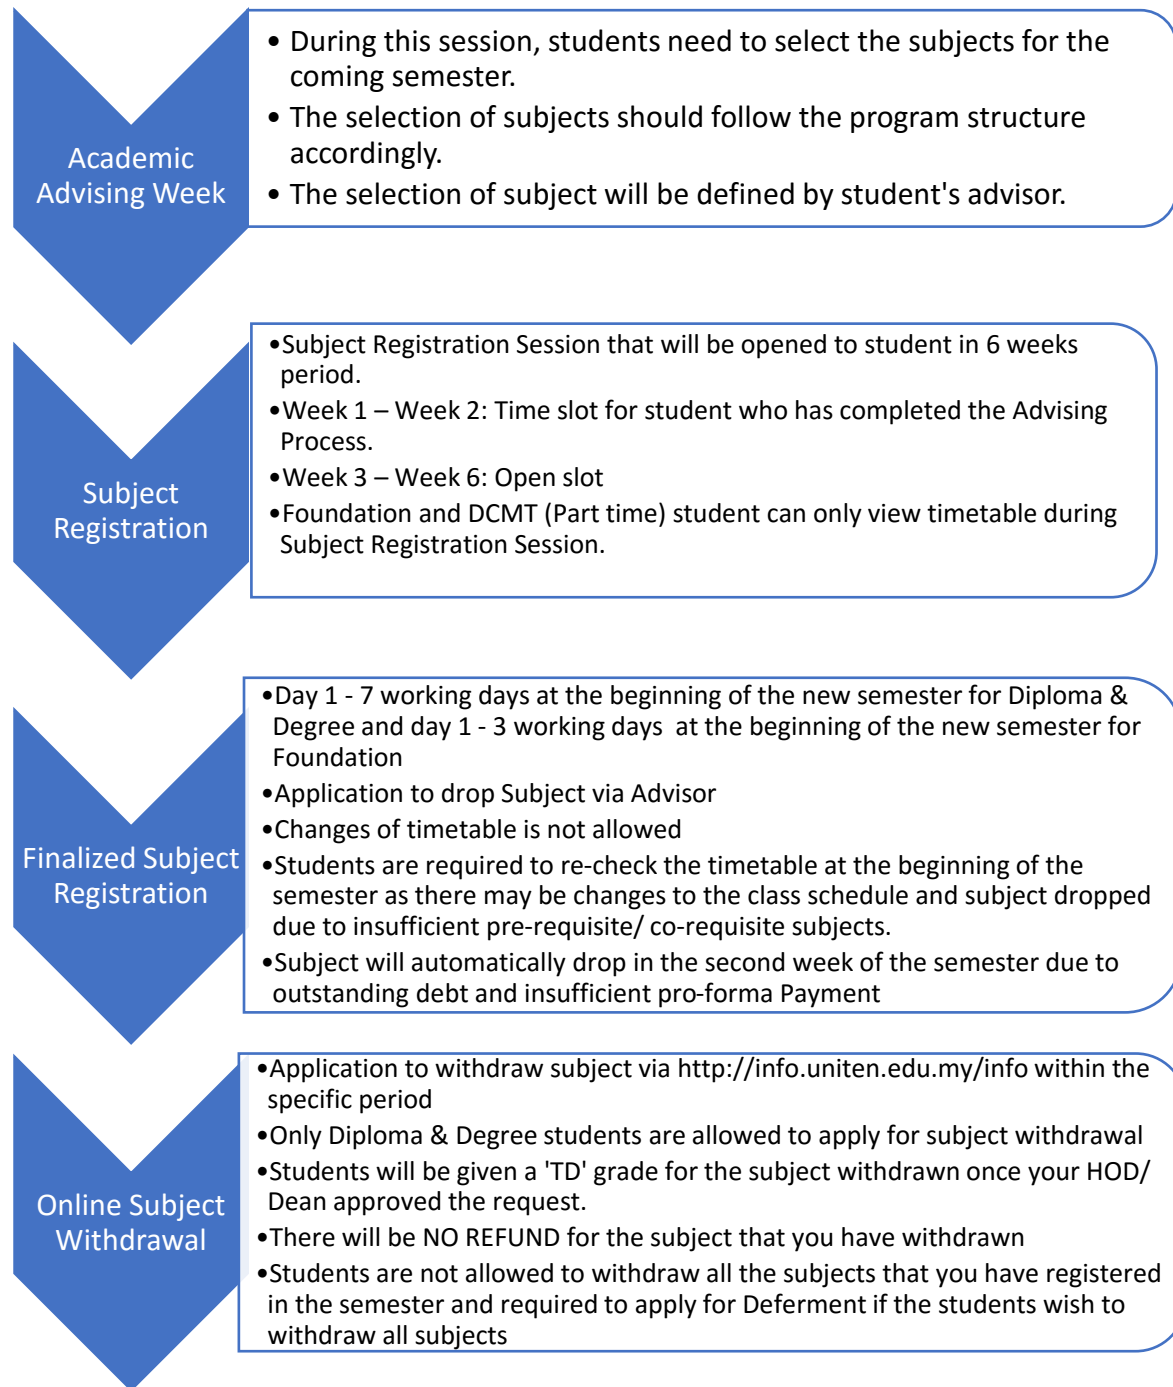 Academic
Advising Week
• During this session, students need to select the subjects for the
coming semester.
• The selection of subjects should follow the program structure
accordingly.
• The selection of subject will be defined by student's advisor.
Subject
Registration
•Subject Registration Session that will be opened to student in 6 weeks
period.
•Week 1 – Week 2: Time slot for student who has completed the Advising
Process.
•Week 3 – Week 6: Open slot
•Foundation and DCMT (Part time) student can only view timetable during
Subject Registration Session.
Finalized Subject
Registration
•Day 1 - 7 working days at the beginning of the new semester for Diploma &
Degree and day 1 - 3 working days  at the beginning of the new semester for
Foundation
•Application to drop Subject via Advisor
•Changes of timetable is not allowed
•Students are required to re-check the timetable at the beginning of the
semester as there may be changes to the class schedule and subject dropped
due to insufficient pre-requisite/ co-requisite subjects.
•Subject will automatically drop in the second week of the semester due to
outstanding debt and insufficient pro-forma Payment
Online Subject
Withdrawal
•Application to withdraw subject via http://info.uniten.edu.my/info within the
specific period
•Only Diploma & Degree students are allowed to apply for subject withdrawal
•Students will be given a 'TD' grade for the subject withdrawn once your HOD/
Dean approved the request.
•There will be NO REFUND for the subject that you have withdrawn
•Students are not allowed to withdraw all the subjects that you have registered
in the semester and required to apply for Deferment if the students wish to
withdraw all subjects